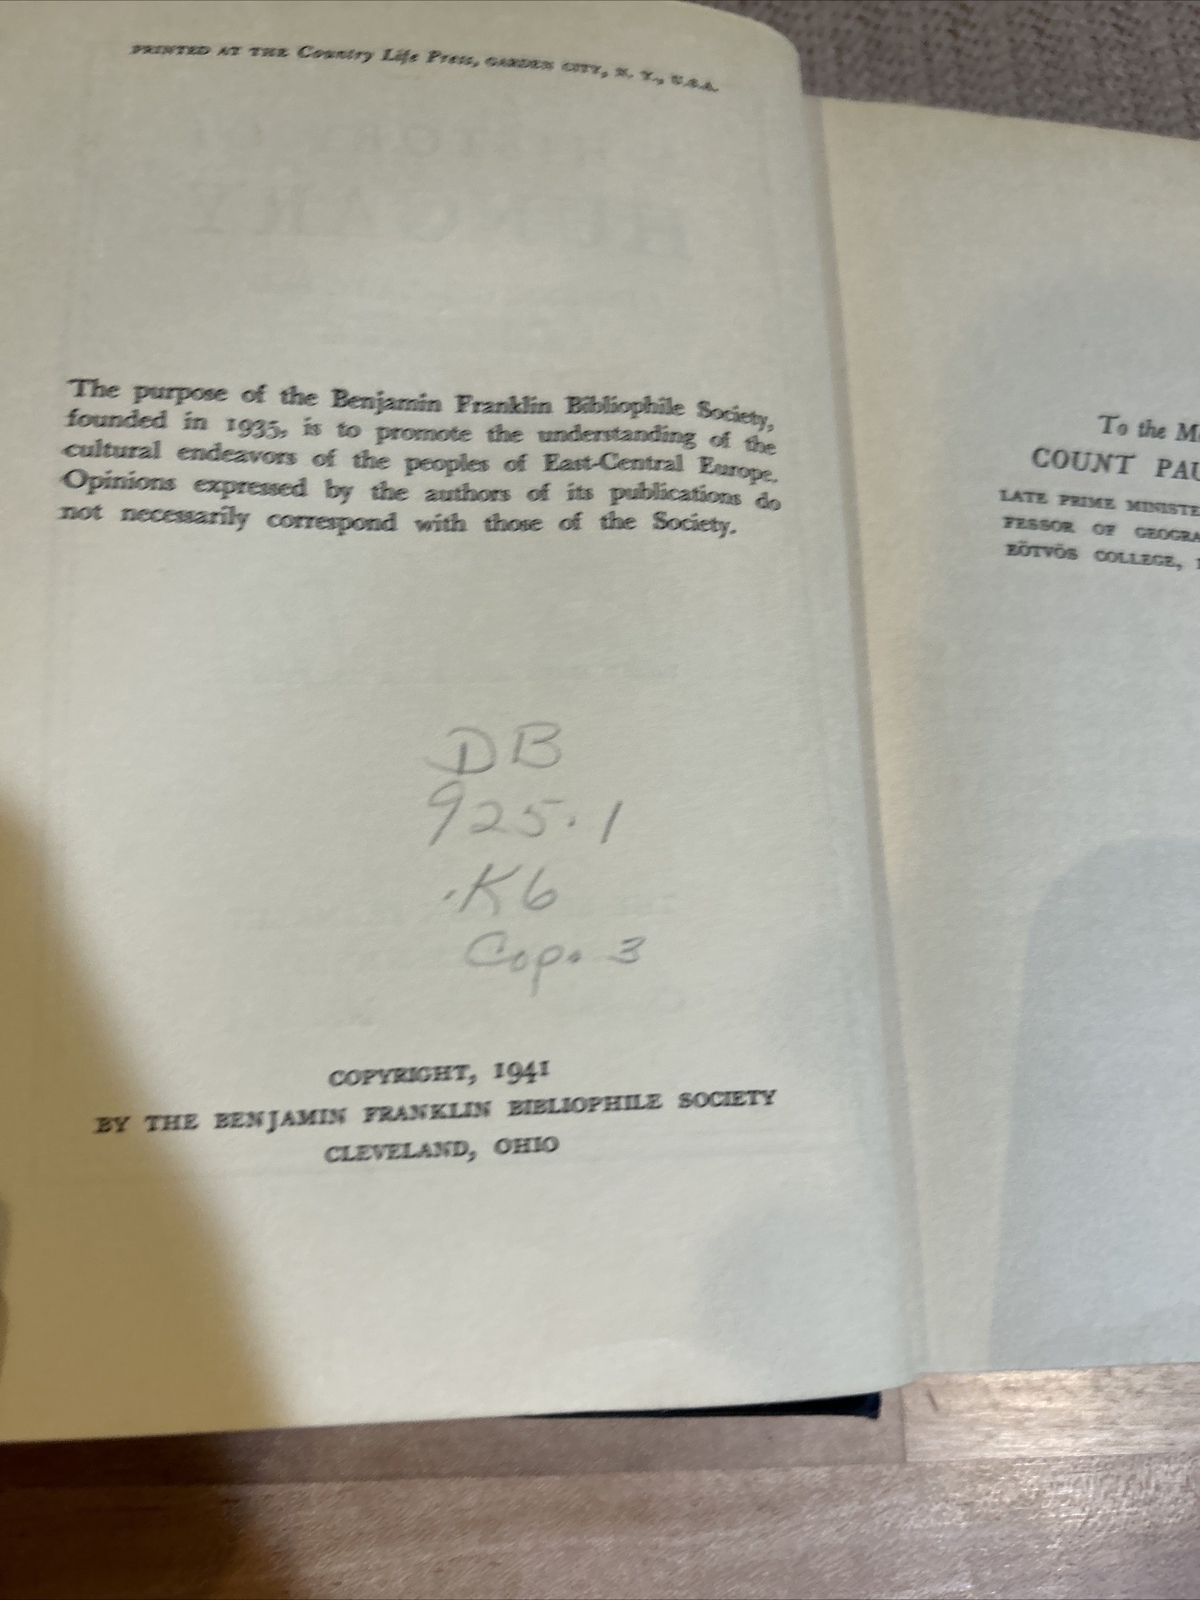 PRINTED AT THE Country Life Press, GARDEN CITY, N. Y., U.S.A.
The purpose of the Benjamin Franklin Bibliophile Society,
founded in 1935, is to promote the understanding of the
cultural endeavors of the peoples of East-Central Europe.
Opinions expressed by the authors of its publications do
not necessarily correspond with those of the Society.
DB
925.1
.K6
Cop. 3
COPYRIGHT, 1941
BY THE BENJAMIN FRANKLIN BIBLIOPHILE SOCIETY
CLEVELAND, OHIO
To the
COUNT
LATE PRIME
FESSOR OF
EÖTVÖS COLLEGE,